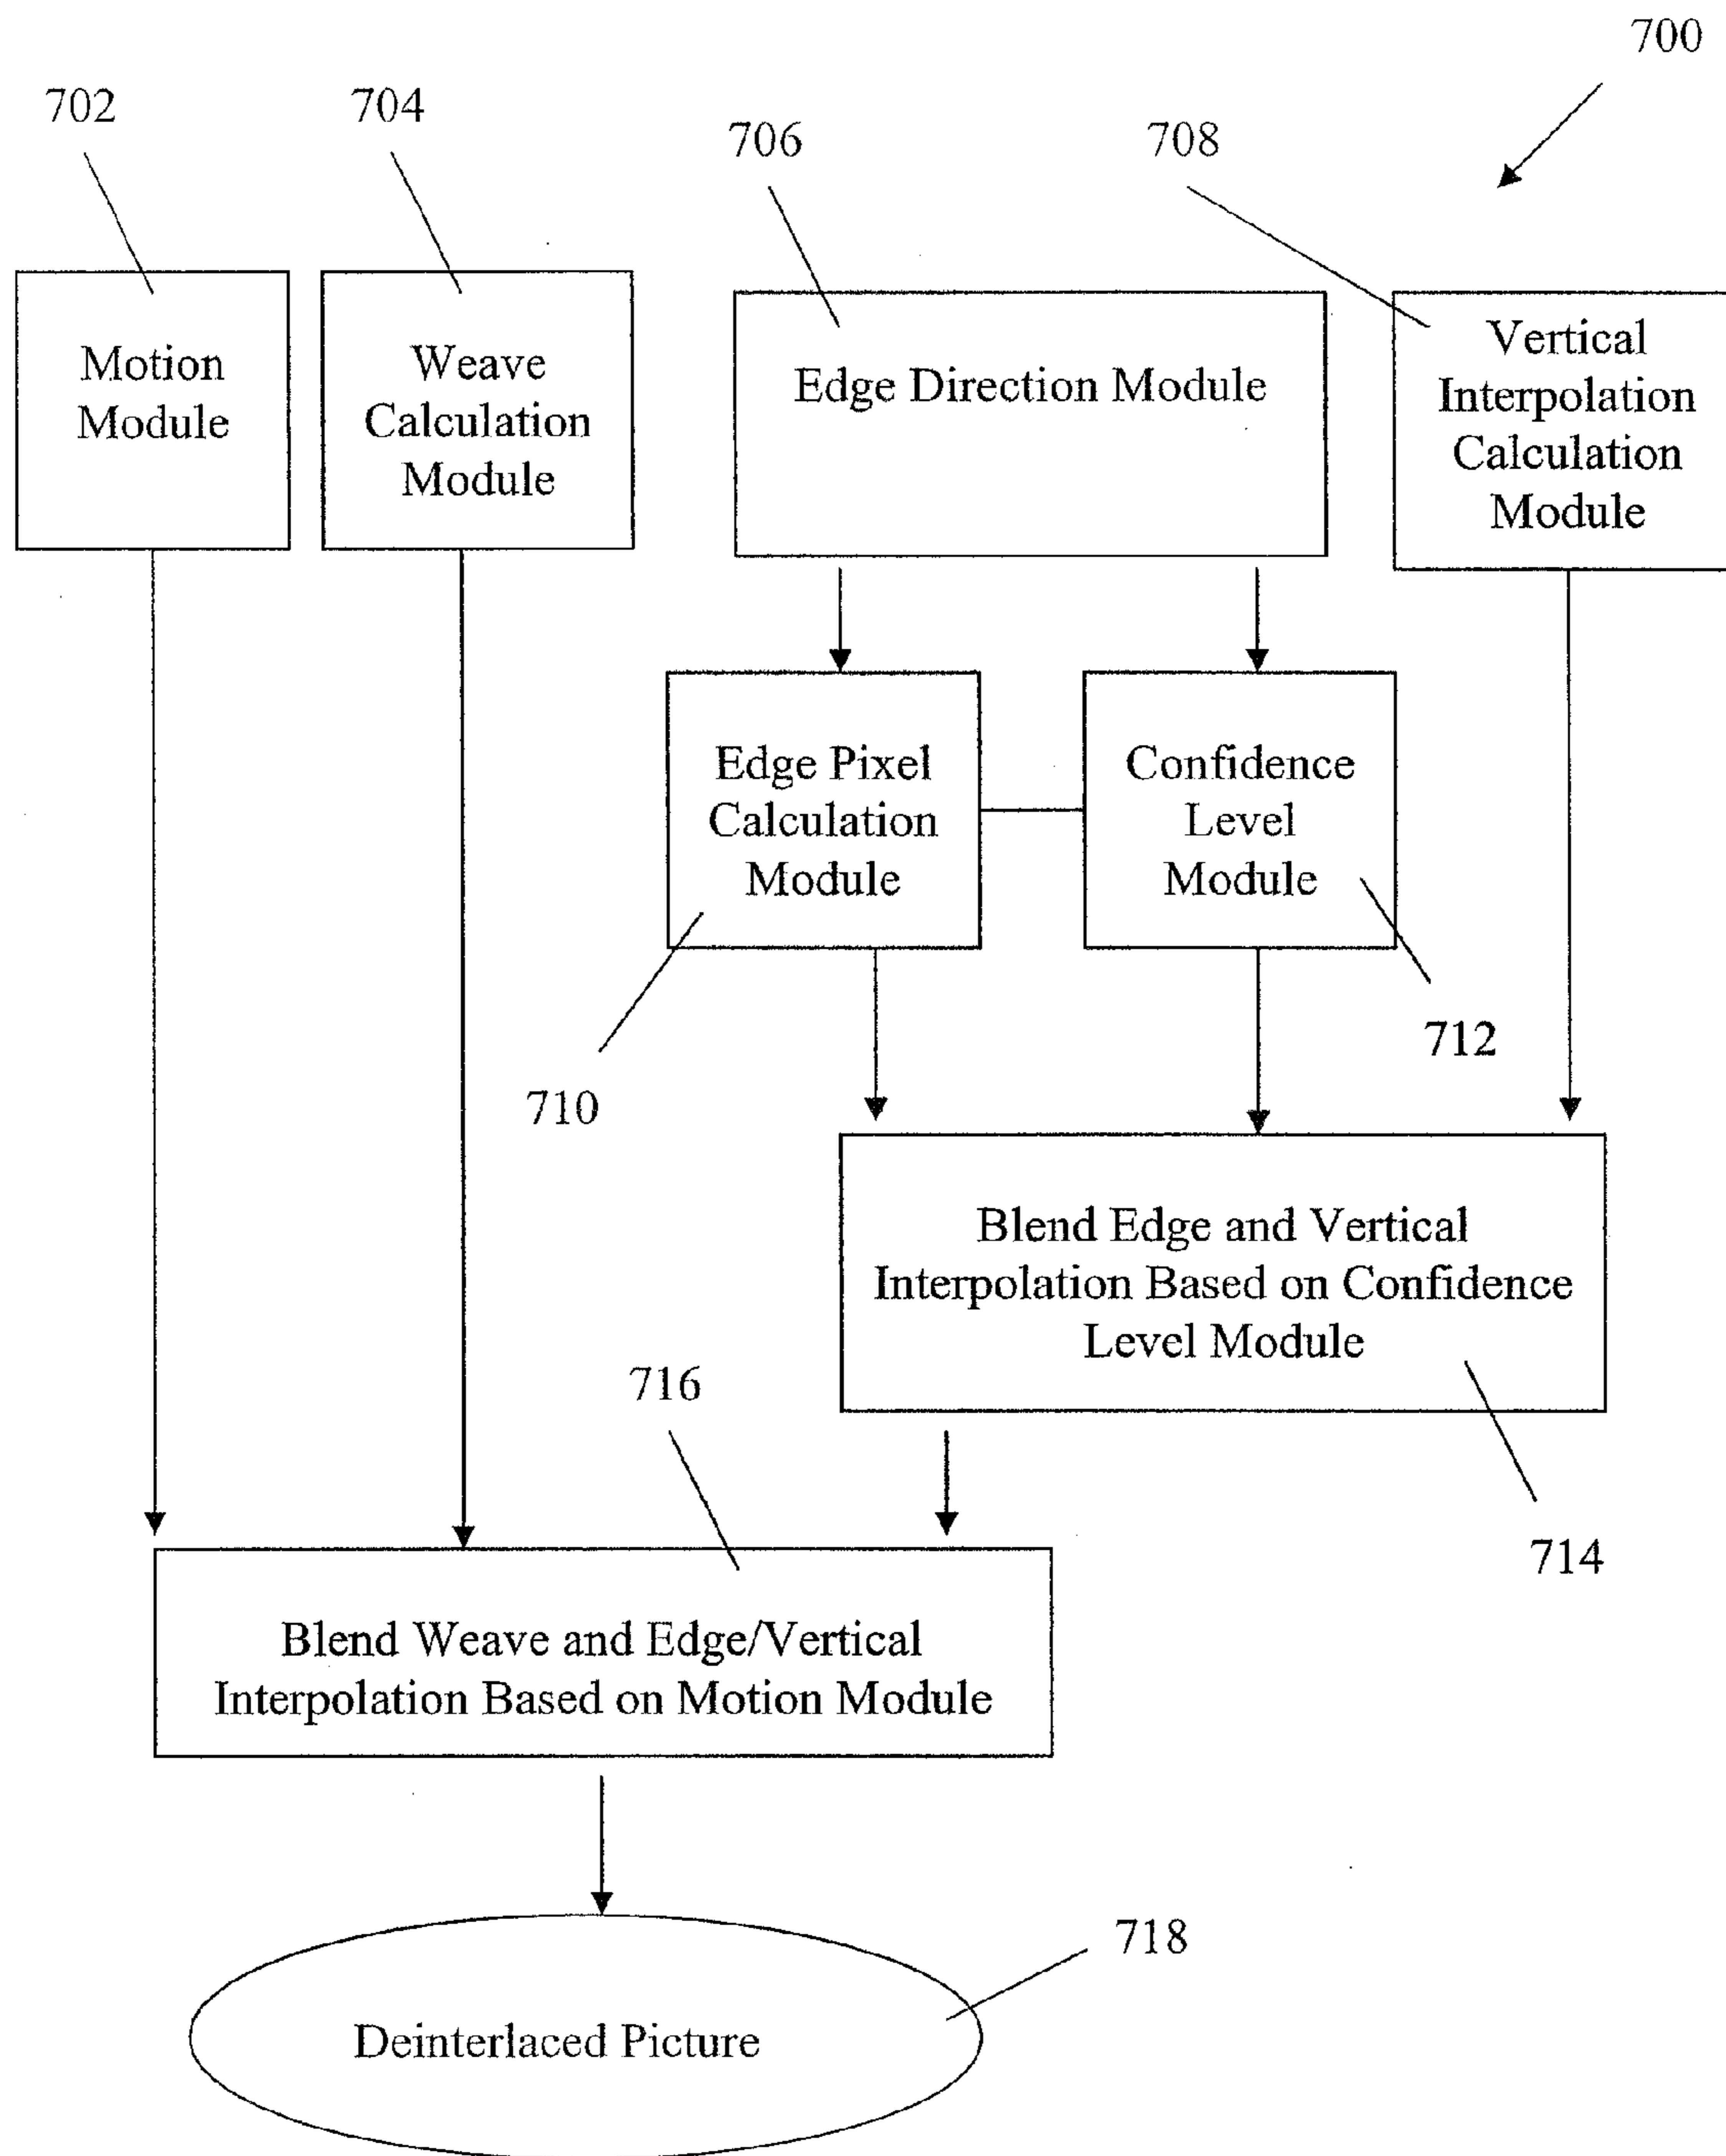 700
702
704
706
708
Motion
Module
Weave
Calculation
Module
Edge Direction Module
Vertical
Interpolation
Calculation
Module
Edge Pixel
Calculation
Module
Confidence
Level
Module
710
712
Blend Edge and Vertical
Interpolation Based on Confidence
Level Module
714
716
Blend Weave and Edge/Vertical
Interpolation Based on Motion Module
718
Deinterlaced Picture